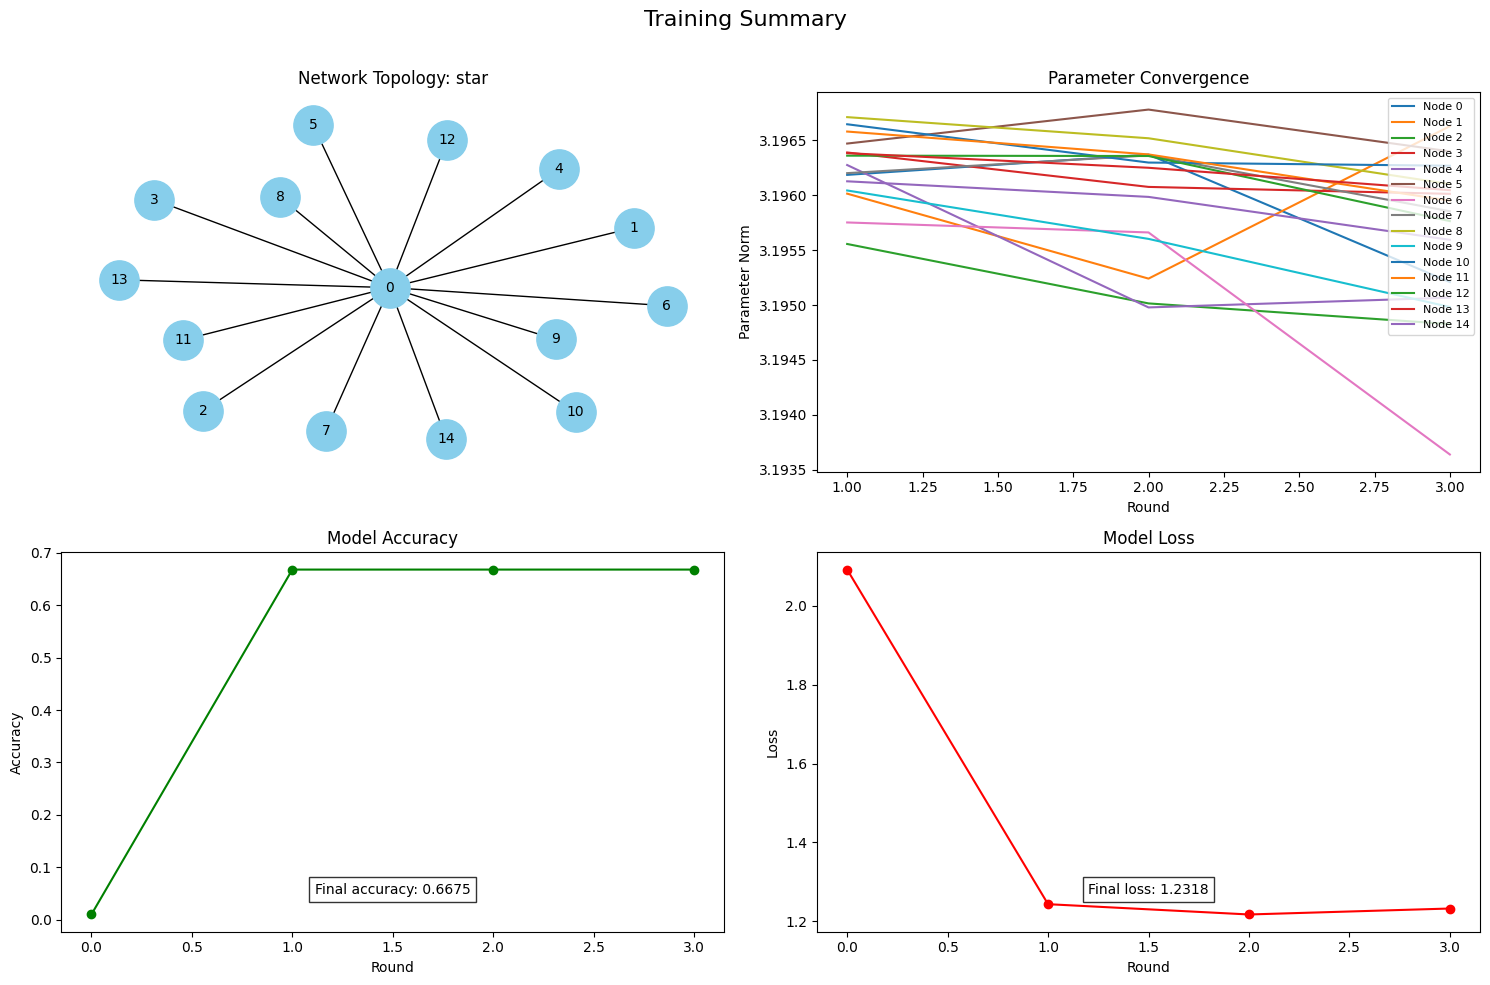 Training Summary
Network Topology: star
5
12
4
3
8
1
13
0
6
11
9
2
7
14
10
Parameter Convergence
Parameter Norm
3.1965
3.1960
3.1955
3.1950
3.1945
3.1940
3.1935
Node 0
Node 1
Node 2
Node 3
Node 4
Node 5
Node 6
Node 7
Node 8
Node 9
Node 10
Node 11
Node 12
Node 13
Node 14
1.00 1.25 1.50 1.75 2.00 2.25 2.50 2.75 3.00
Round
Model Accuracy
Accuracy
0.7
0.6
0.5
0.4
0.3
0.2
0.1
0.0
Final accuracy: 0.6675
0.0 0.5 1.0 1.5 2.0 2.5 3.0
Round
Model Loss
Loss
2.0
1.8
1.6
1.4
1.2
Final loss: 1.2318
0.0 0.5 1.0 1.5 2.0 2.5 3.0
Round